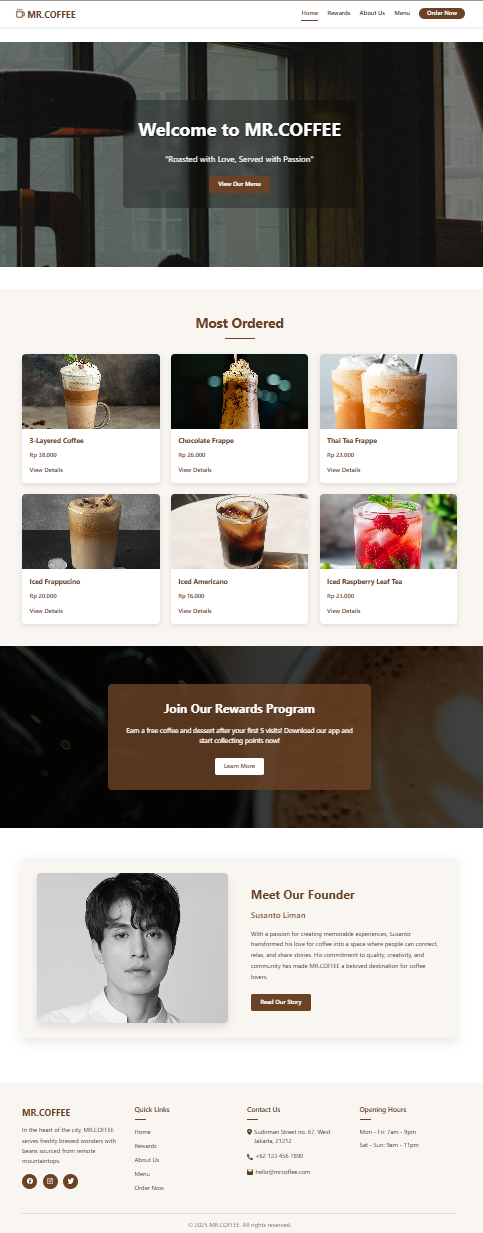 MR.COFFEE
Home Rewards About Us Menu Order Now
Welcome to MR.COFFEE
"Roasted with Love, Served with Passion"
View Our Menu
Most Ordered
3-Layered Coffee
Rp 38.000
View Details
Chocolate Frappe
Rp 26.000
View Details
Thai Tea Frappe
Rp 23.000
View Details
Iced Frappucino
Rp 20.000
View Details
Iced Americano
Rp 16.000
View Details
Iced Raspberry Leaf Tea
Rp 23.000
View Details
Join Our Rewards Program
Earn a free coffee and dessert after your first 5 visits! Download our app and
start collecting points now!
Learn More
Meet Our Founder
Susanto Liman
With a passion for creating memorable experiences, Susanto
transformed his love for coffee into a space where people can connect,
relax, and share stories. His commitment to quality, creativity, and
community has made MR.COFFEE a beloved destination for coffee
lovers.
Read Our Story
MR.COFFEE
In the heart of the city, MR.COFFEE
serves freshly brewed wonders with
beans sourced from remote
mountaintops.
Quick Links
Home
Rewards
About Us
Menu
Order Now
Contact Us
Sudirman Street no. 67, West
Jakarta, 21212
+62 123 456 7890
hello@mrcoffee.com
Opening Hours
Mon - Fri: 7am - 9pm
Sat - Sun: 9am - 11pm
© 2025 MR.COFFEE. All rights reserved.